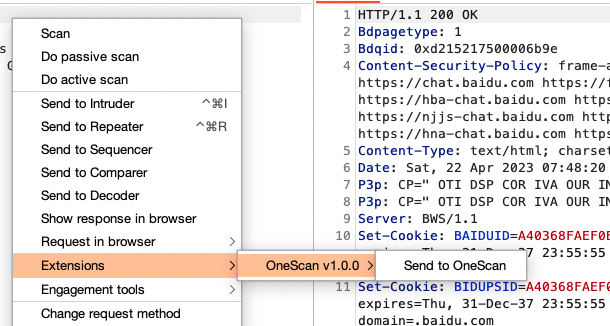 Scan
Do passive scan
Do active scan
Send to Intruder ^⌘I
Send to Repeater ^⌘R
Send to Sequencer
Send to Comparer
Send to Decoder
Show response in browser
Request in browser
Extensions
OneScan v1.0.0
Send to OneScan
Engagement tools
Change request method
1 HTTP/1.1 200 OK
2 Bdpagetype: 1
3 Bdqid: 0xd215217500006b9e
4 Content-Security-Policy: frame-a
https://chat.baidu.com https://f
https://hba-chat.baidu.com https
https://njjs-chat.baidu.com http
https://hna-chat.baidu.com https
5 Content-Type: text/html; charset
6 Date: Sat, 22 Apr 2023 07:48:20
7 P3p: CP=" OTI DSP COR IVA OUR IN
8 P3p: CP=" OTI DSP COR IVA OUR IN
9 Server: BWS/1.1
10 Set-Cookie: BAIDUID=A40368FAEF0E
23:55:55
11 Set-Cookie: BIDUPSID=A40368FAEF0
expires=Thu, 31-Dec-37 23:55:55
domain=.baidu.com